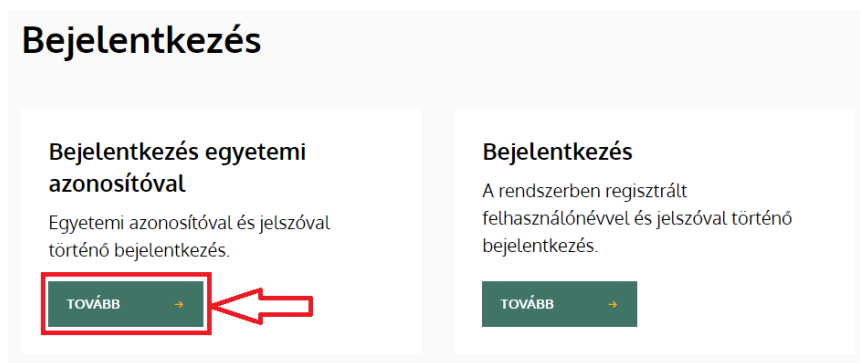 Bejelentkezés
Bejelentkezés egyetemi
azonosítóval
Egyetemi azonosítóval és jelszóval
történő bejelentkezés.
TOVÁBB →
Bejelentkezés
A rendszerben regisztrált
felhasználónévvel és jelszóval történő
bejelentkezés.
TOVÁBB →